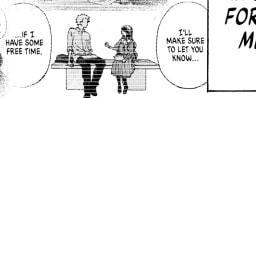 FOR
I'LL
MAKE SURE
TO LET YOU
KNOW...
...IF I
HAVE SOME
FREE TIME.